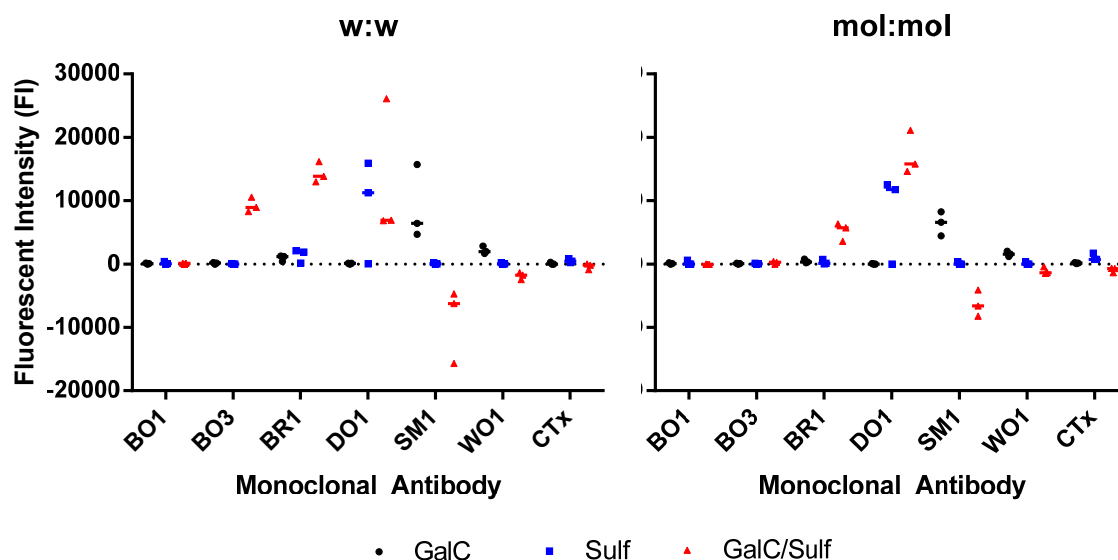 w:w
mol:mol
Fluorescent Intensity (FI)
30000
20000
10000
0
-10000
-20000
BO1
BO3
BR1
DO1
SM1
WO1
CTx
Monoclonal Antibody
BO1
BO3
BR1
DO1
SM1
WO1
CTx
Monoclonal Antibody
GalC
Sulf
GalC/Sulf